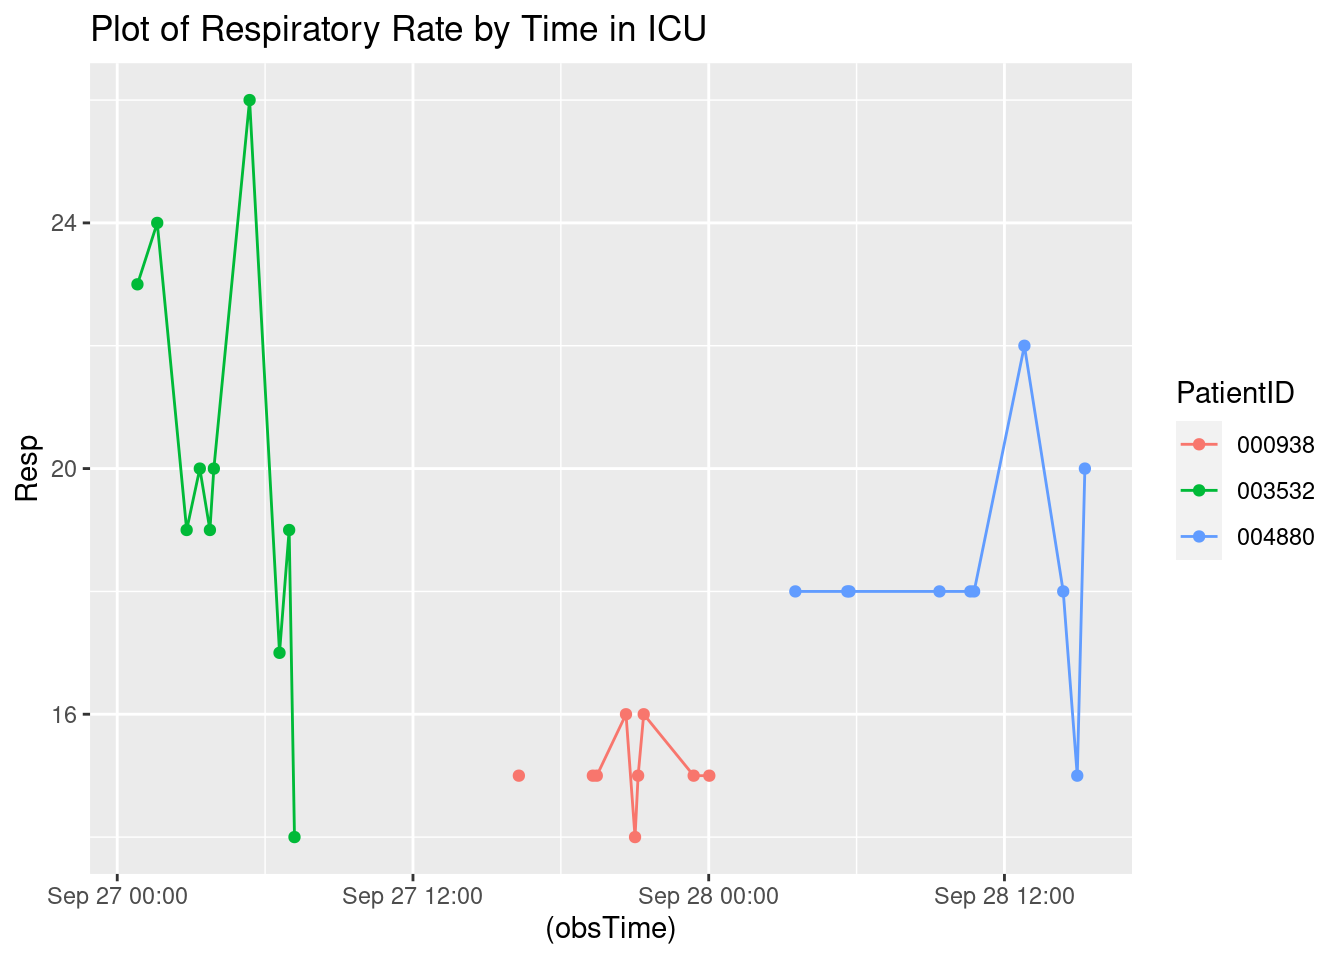 Plot of Respiratory Rate by Time in ICU
24
20
16
Resp
Sep 27 00:00
Sep 27 12:00
Sep 28 00:00
Sep 28 12:00
(obsTime)
PatientID
000938
003532
004880